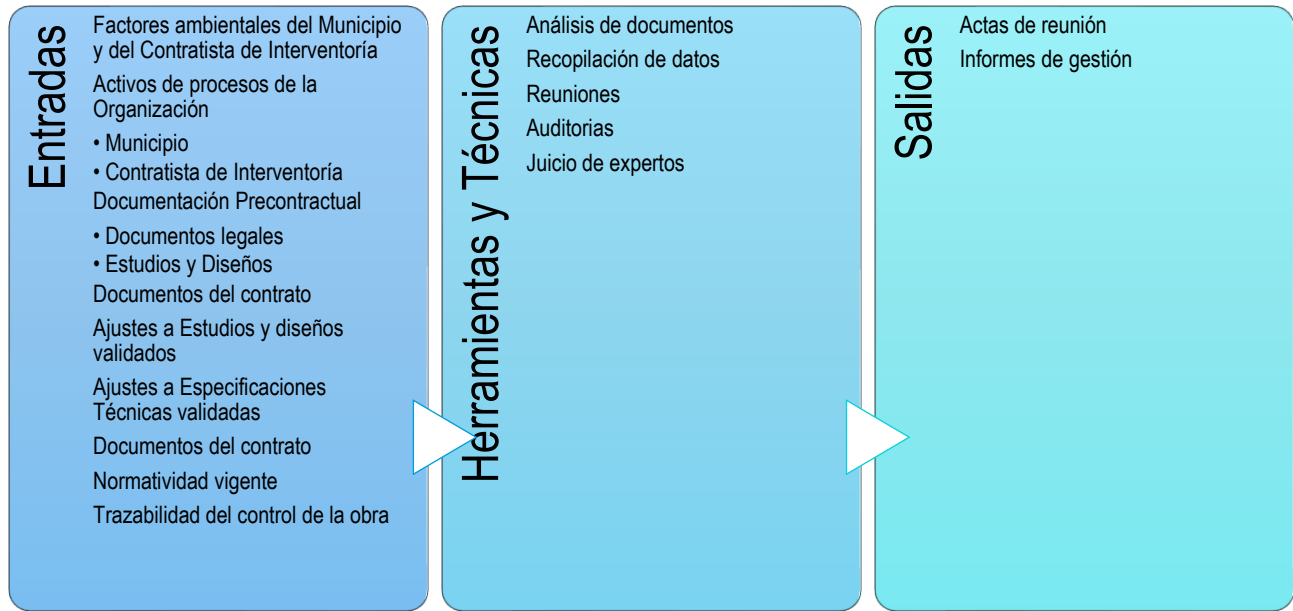 Entradas
Factores ambientales del Municipio
y del Contratista de Interventoría
Activos de procesos de la
Organización
• Municipio
• Contratista de Interventoría
Documentación Precontractual
• Documentos legales
• Estudios y Diseños
Documentos del contrato
Ajustes a Estudios y diseños
validados
Ajustes a Especificaciones
Técnicas validadas
Documentos del contrato
Normatividad vigente
Trazabilidad del control de la obra
Herramientas y Técnicas
Análisis de documentos
Recopilación de datos
Reuniones
Auditorias
Juicio de expertos
Salidas
Actas de reunión
Informes de gestión